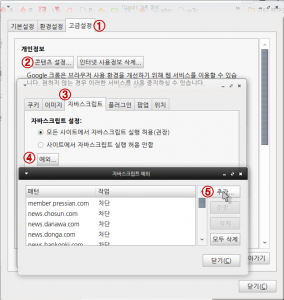 기본설정 환경설정 고급설정 ①
개인정보
② 콘텐츠 설정... 인터넷 사용정보 삭제...
Google 크롬은 브라우저 사용 환경을 개선하기 위해 웹 서비스를 이용할 수 있습
③
쿠키 이미지 자바스크립트 플러그인 팝업 위치
자바스크립트 설정:
모든 사이트에서 자바스크립트 실행 허용(권장)
사이트에서 자바스크립트 실행 허용 안함
④ 예외...
자바스크립트 예외
패턴 작업 ⑤ 추가
member.pressian.com 차단
news.chosun.com 차단
news.danawa.com 차단
news.donga.com 차단
news.hankooki.com 차단
모두 삭제
닫기(C)
닫기(C)